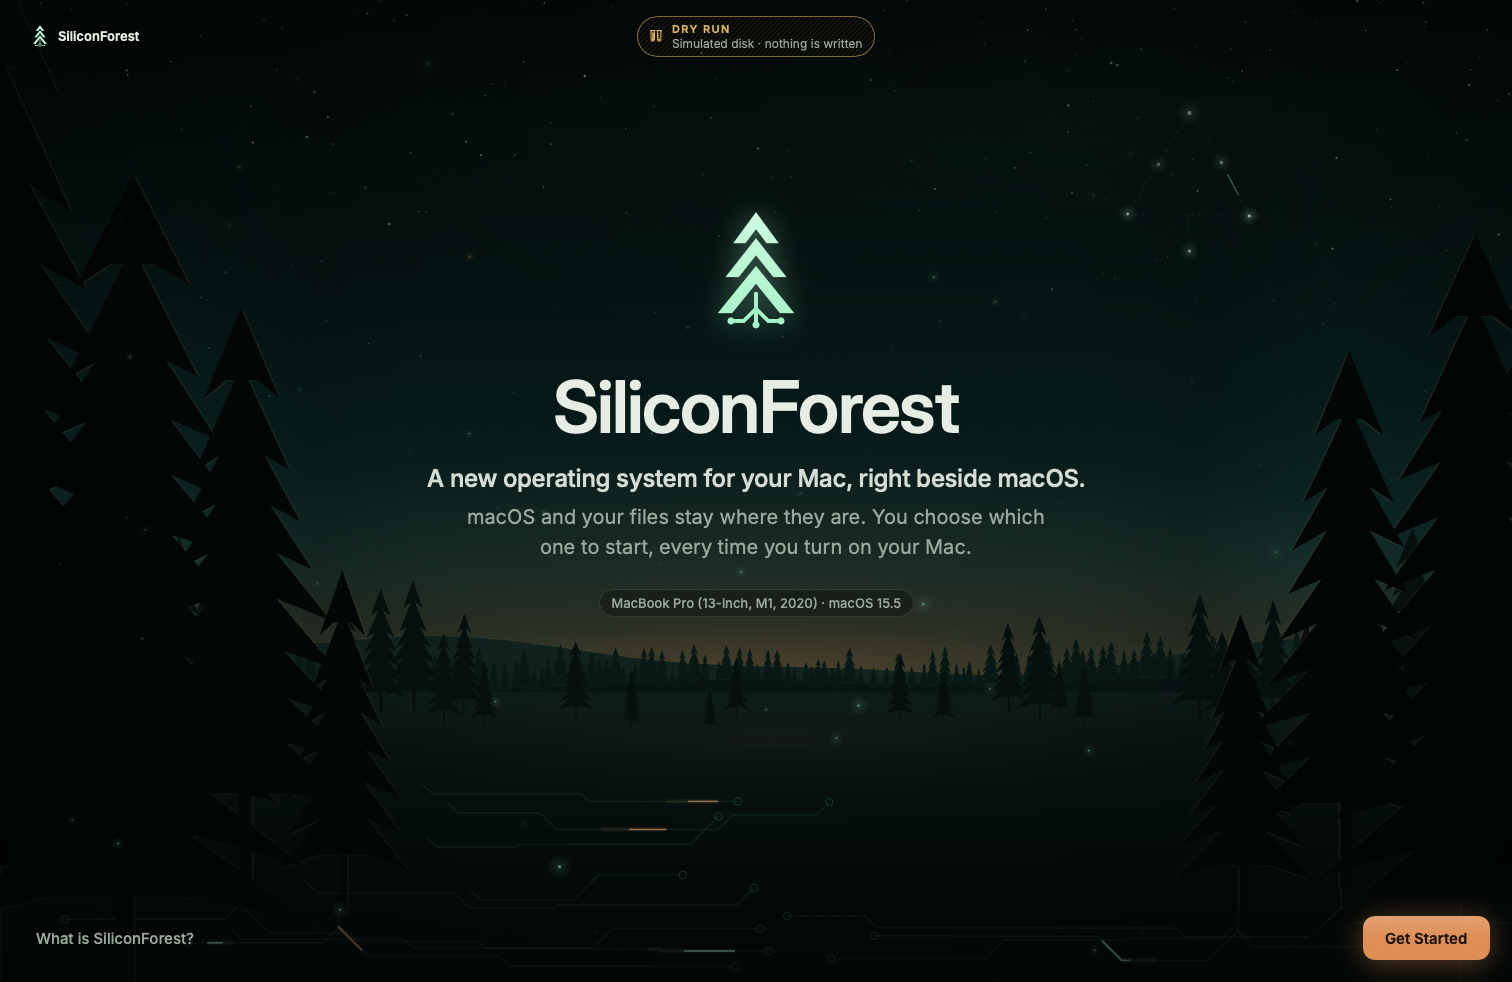 SiliconForest
DRY RUN
Simulated disk · nothing is written
SiliconForest
A new operating system for your Mac, right beside macOS.
macOS and your files stay where they are. You choose which
one to start, every time you turn on your Mac.
MacBook Pro (13-inch, M1, 2020) · macOS 15.5
What is SiliconForest?
Get Started